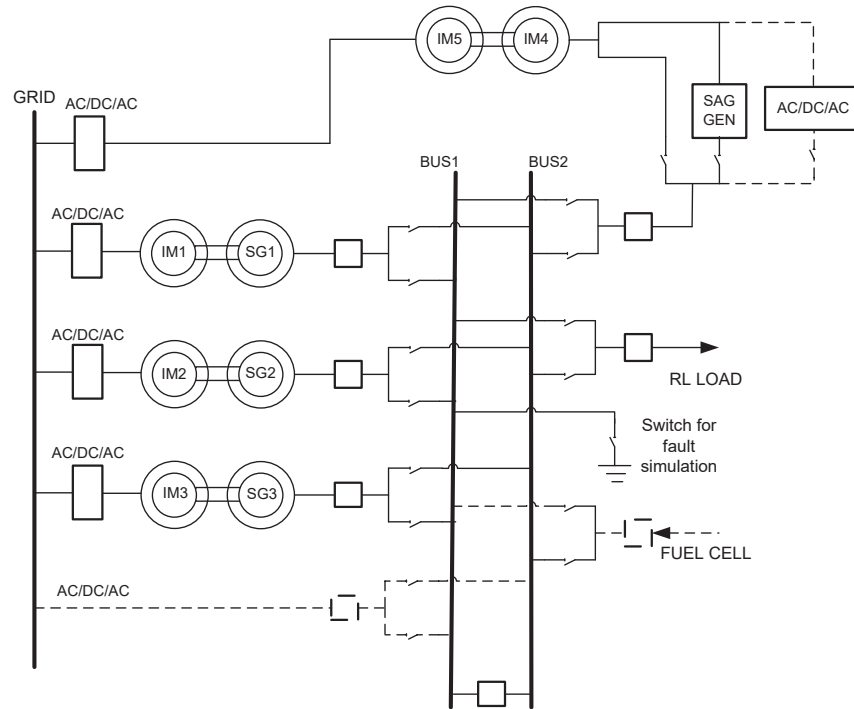 IM5
IM4
GRID
AC/DC/AC
SAG
GEN
AC/DC/AC
BUS1
BUS2
AC/DC/AC
IM1
SG1
AC/DC/AC
IM2
SG2
RL LOAD
Switch for
fault
simulation
AC/DC/AC
IM3
SG3
FUEL CELL
AC/DC/AC